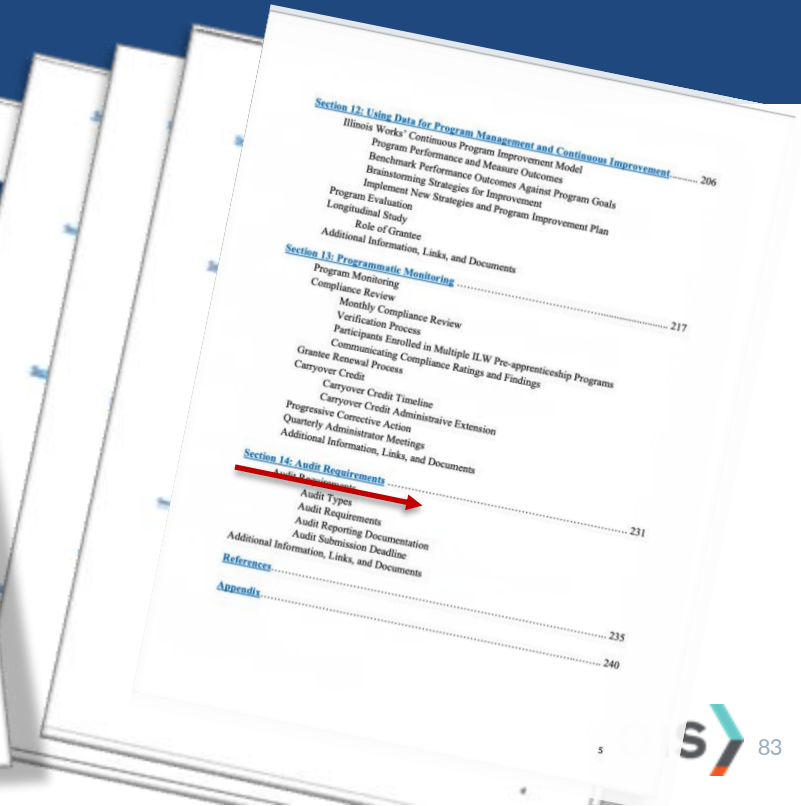 Section 12: Using Data for Program Management and Continuous Improvement.......... 206
Illinois Works' Continuous Program Improvement Model
Program Performance and Measure Outcomes
Benchmark Performance Outcomes Against Program Goals
Brainstorming Strategies for Improvement
Implement New Strategies and Program Improvement Plan
Program Evaluation
Longitudinal Study
Role of Grantee
Additional Information, Links, and Documents
Section 13: Programmatic Monitoring .......... 217
Program Monitoring
Compliance Review
Monthly Compliance Review
Verification Process
Participants Enrolled in Multiple ILW Pre-apprenticeship Programs
Communicating Compliance Ratings and Findings
Grantee Renewal Process
Carryover Credit
Carryover Credit Timeline
Carryover Credit Administraive Extension
Progressive Corrective Action
Quarterly Administrator Meetings
Additional Information, Links, and Documents
Section 14: Audit Requirements .......... 231
Audit Requirements
Audit Types
Audit Requirements
Audit Reporting Documentation
Audit Submission Deadline
Additional Information, Links, and Documents
References.......... 235
Appendix.......... 240
5
S
83